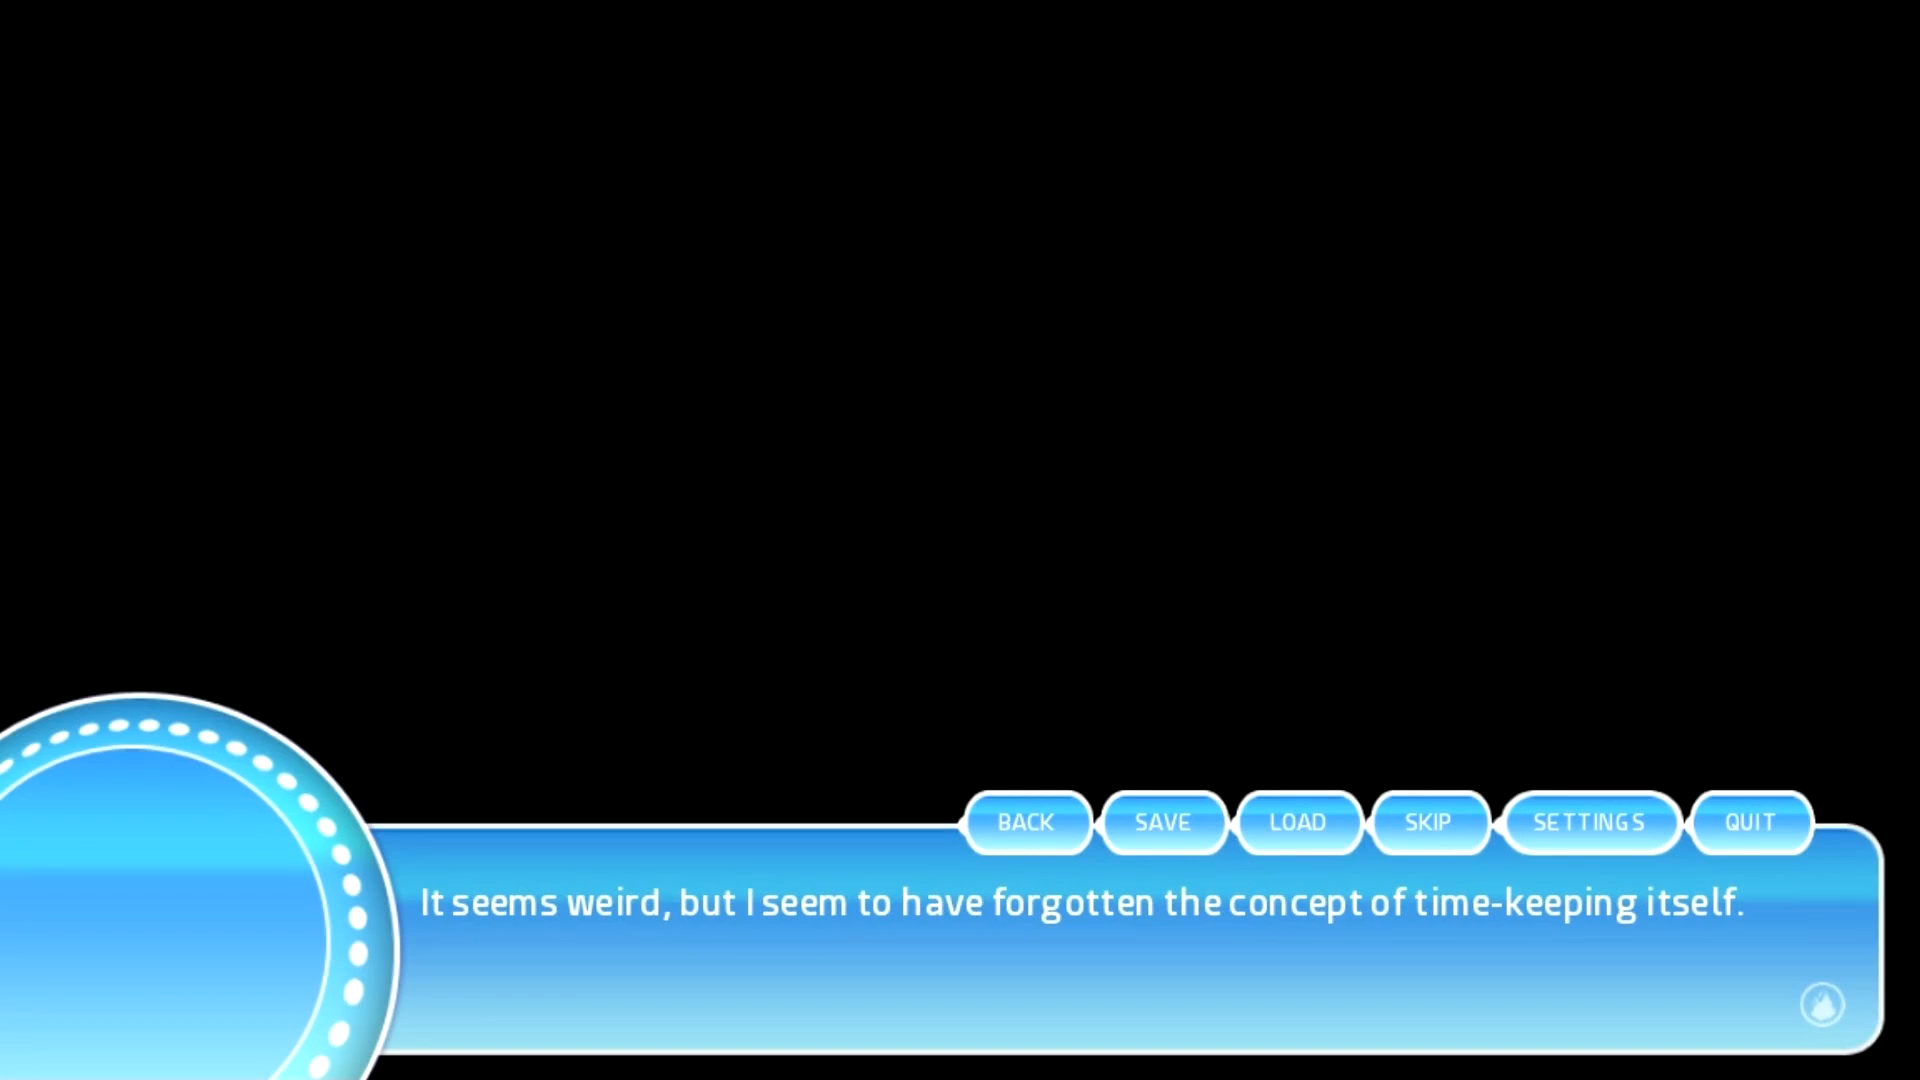 BACK SAVE LOAD SKIP SETTINGS QUIT
It seems weird, but I seem to have forgotten the concept of time-keeping itself.